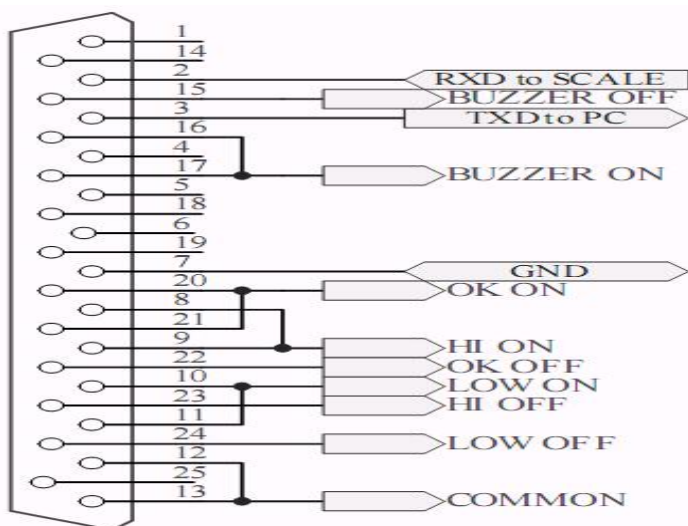 1
14
2
RXD to SCALE
15
BUZZER OFF
3
TXD to PC
16
4
17
BUZZER ON
5
18
6
19
7
GND
20
OK ON
8
21
9
HI ON
22
OK OFF
10
LOW ON
23
HI OFF
11
24
LOW OFF
12
25
13
COMMON